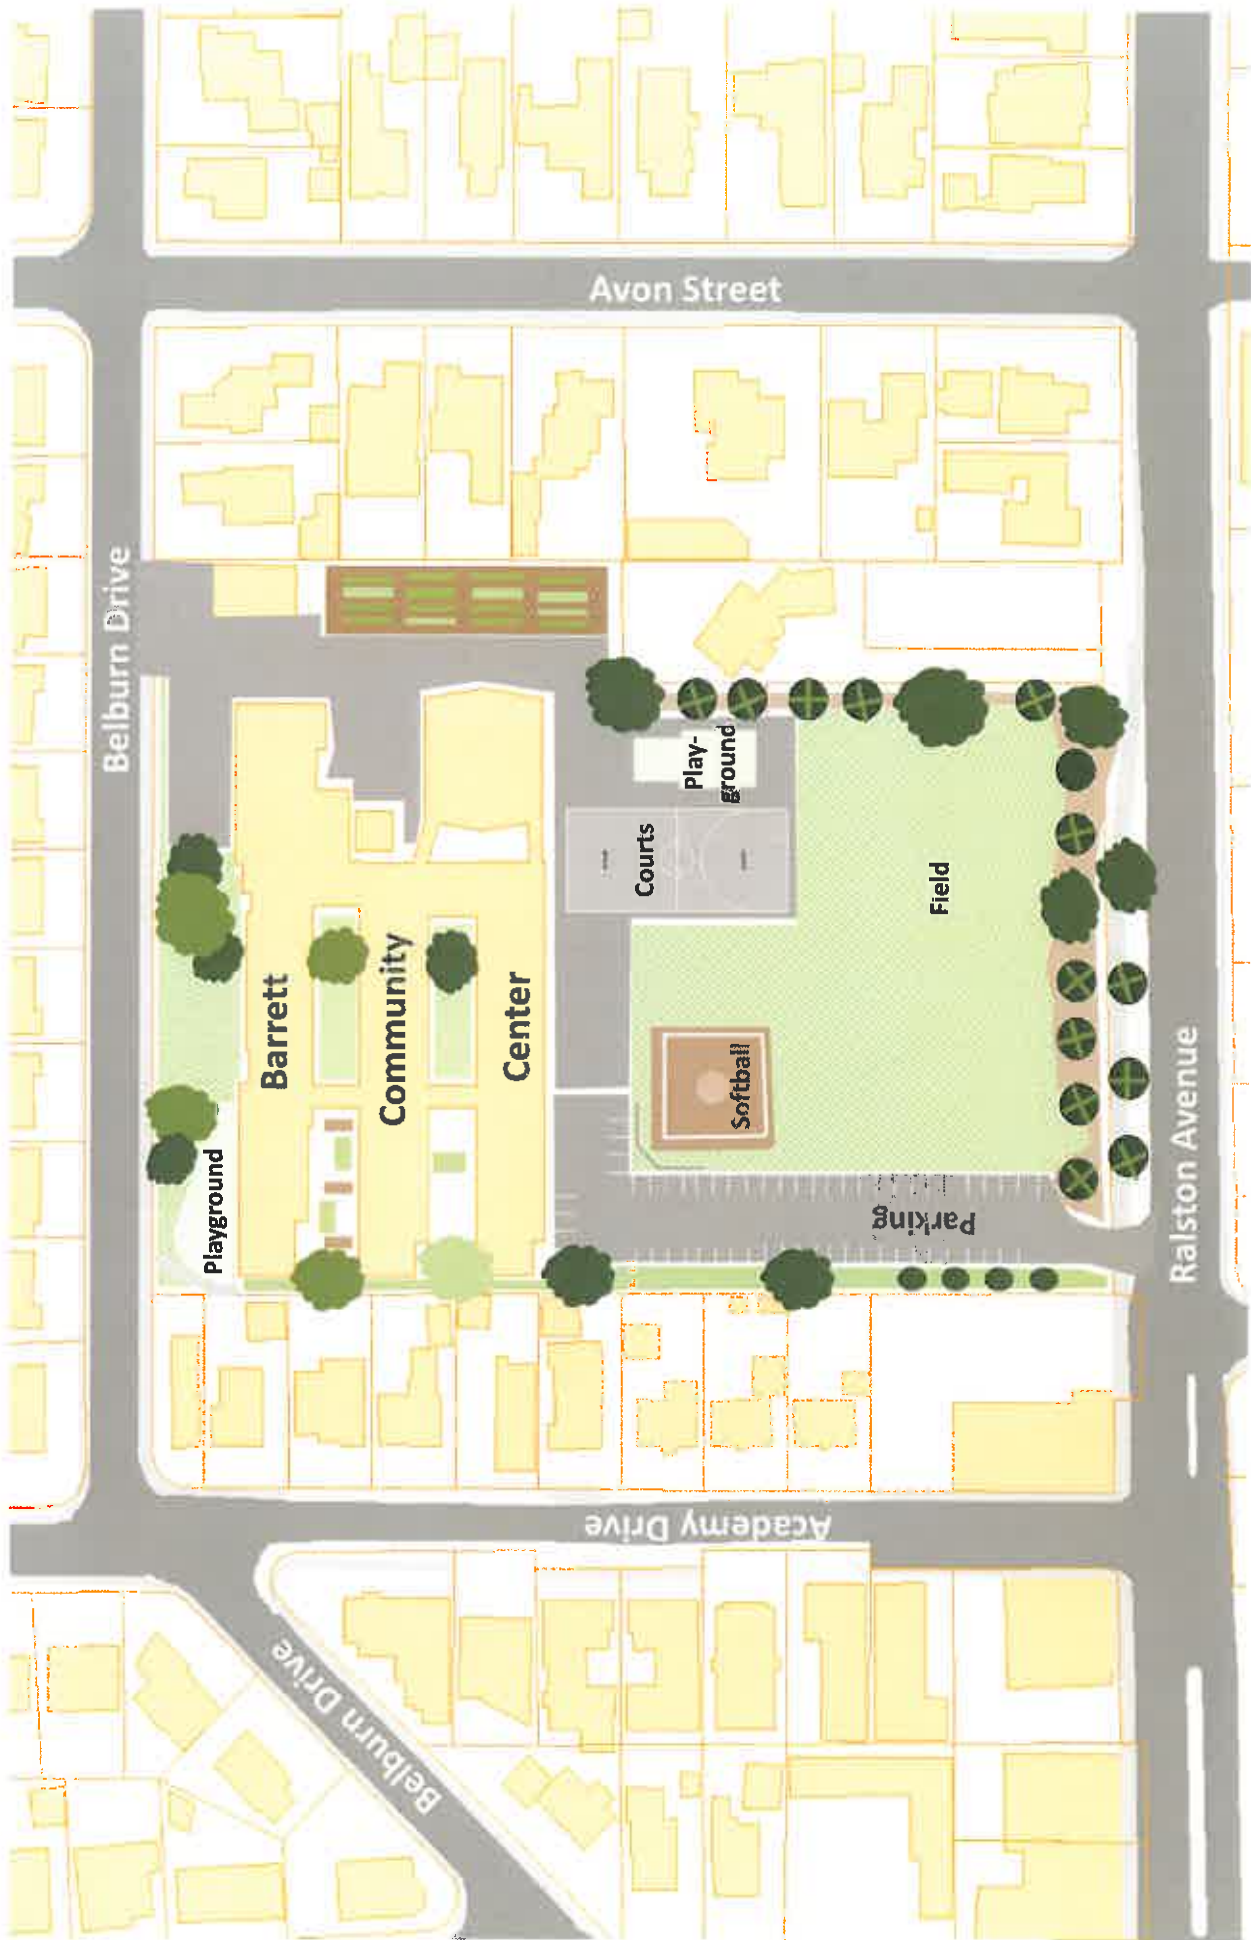 Avon Street
Belburn Drive
Play-
ground
Courts
Field
Barrett
Community
Center
Softball
Playground
Parking
Ralston Avenue
Academy Drive
Belburn Drive